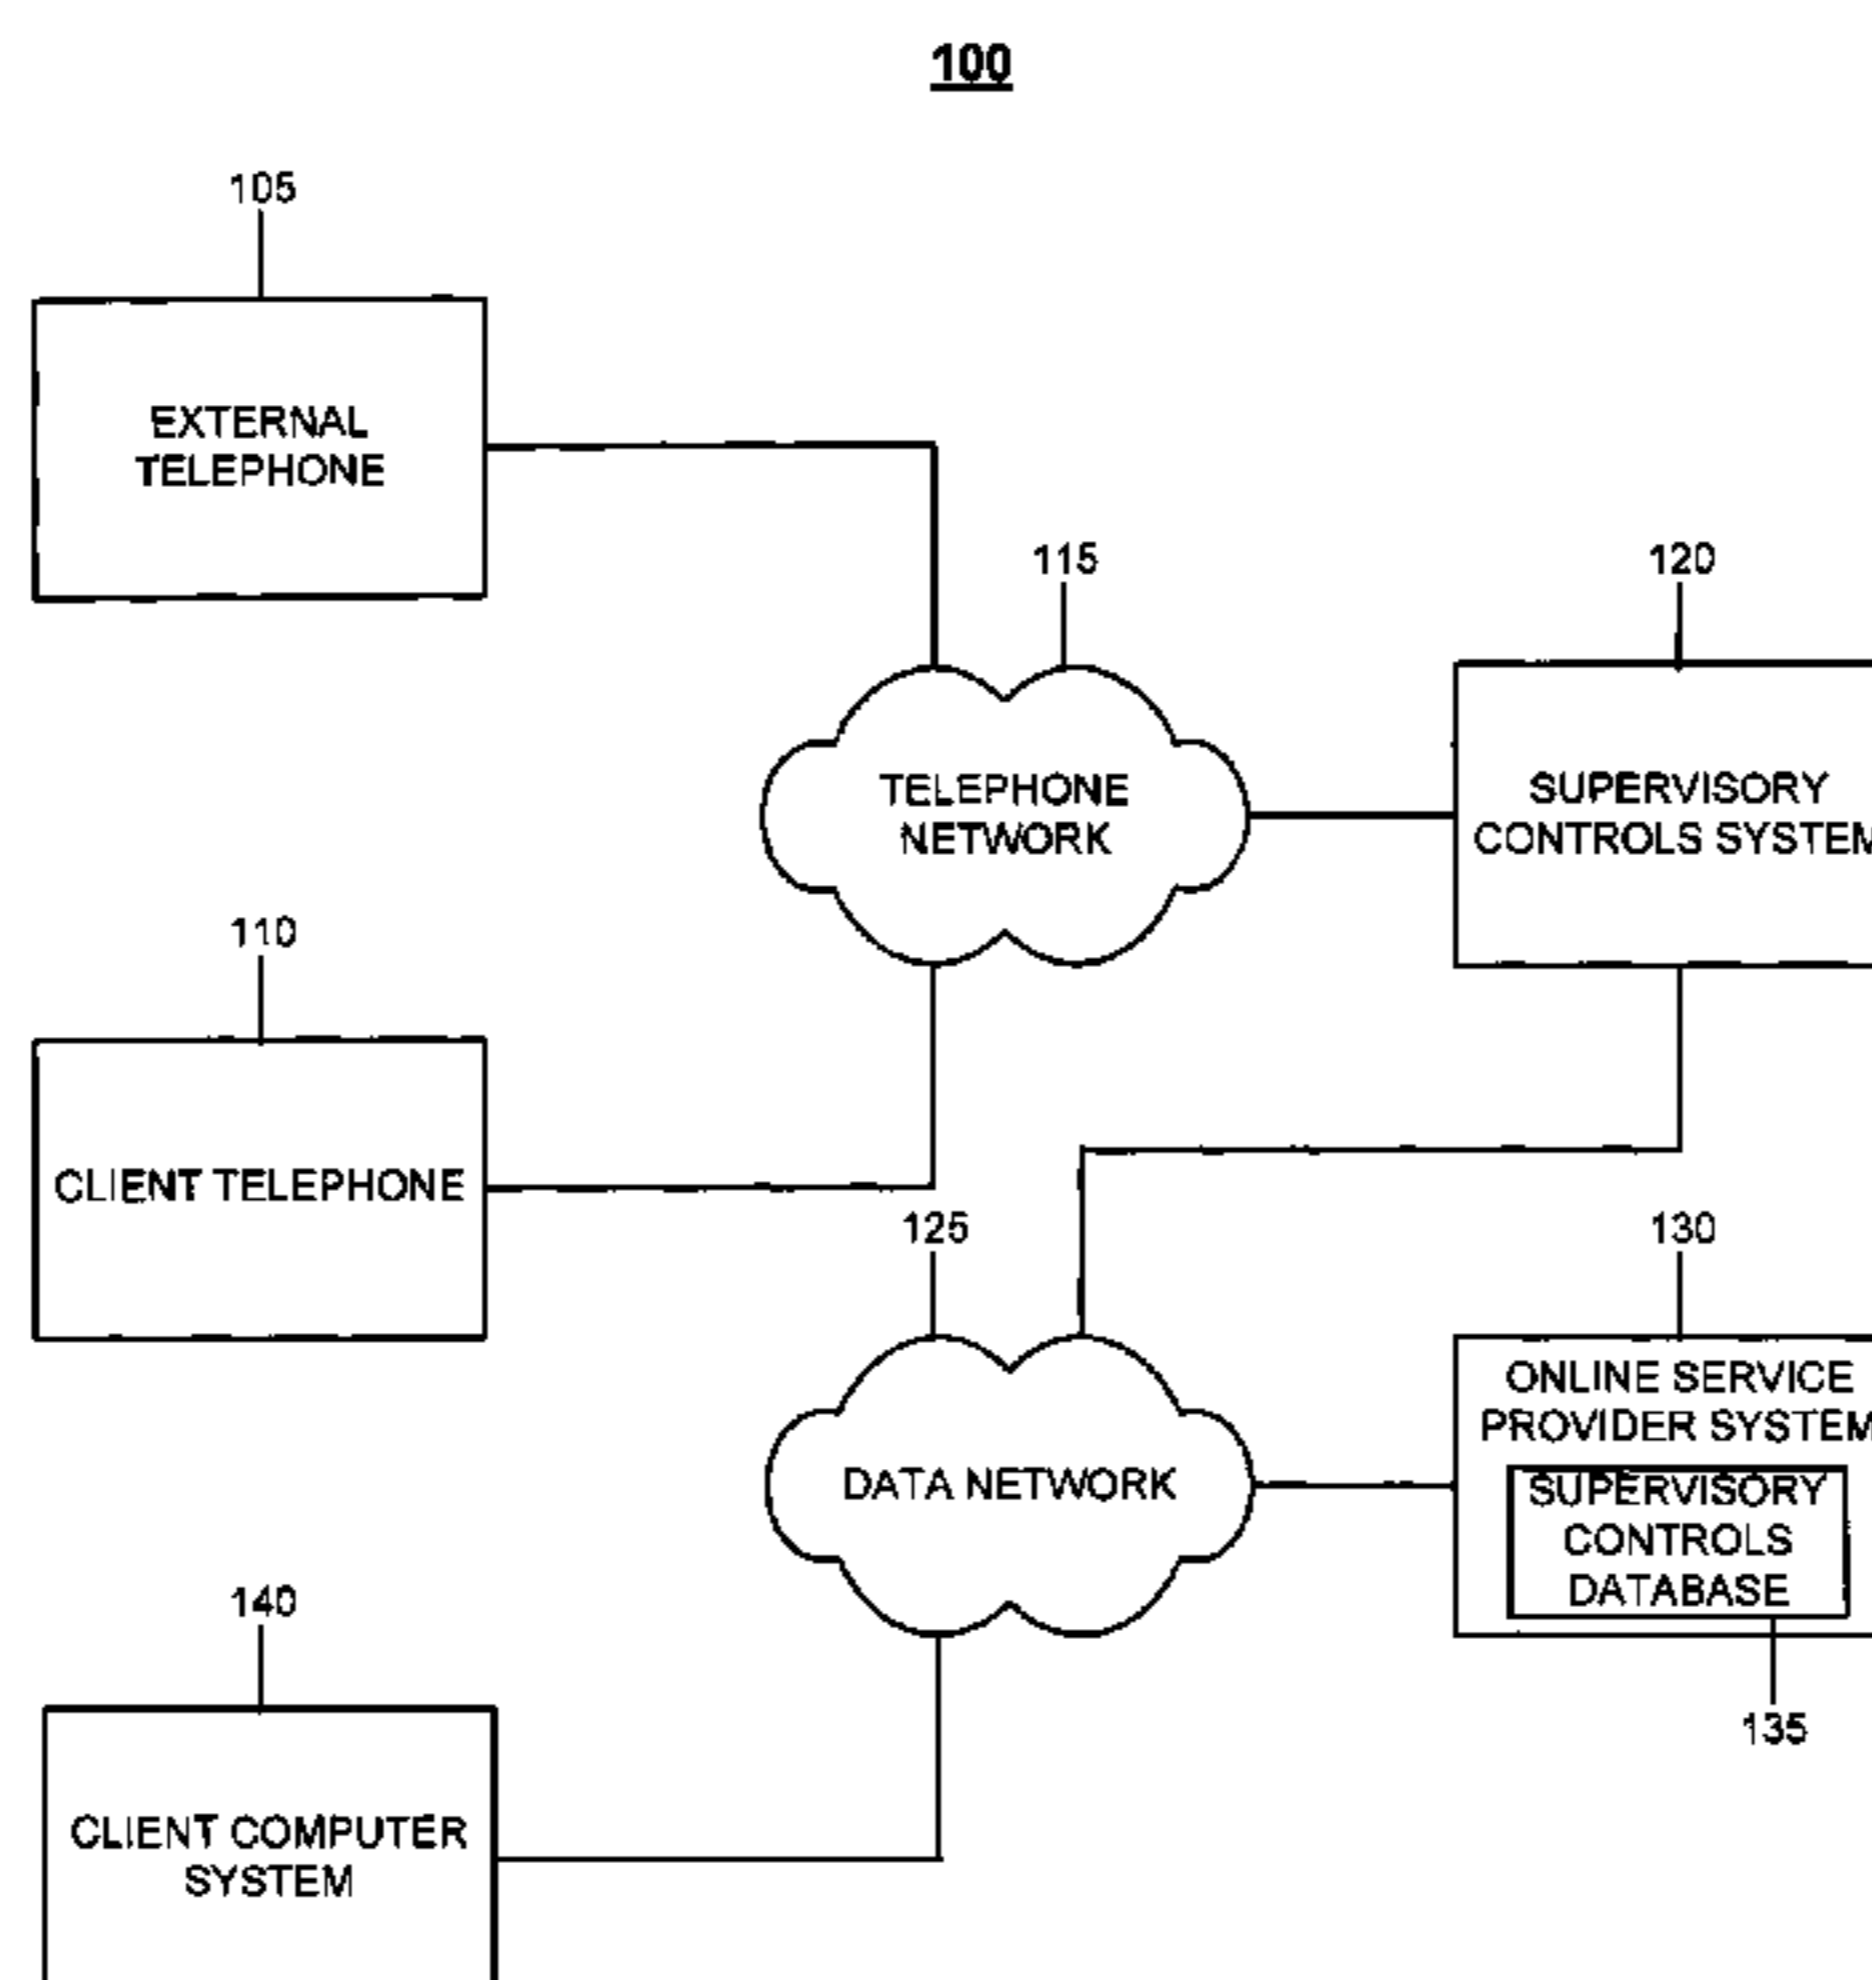 100
105
EXTERNAL
TELEPHONE
115
120
TELEPHONE
NETWORK
SUPERVISORY
CONTROLS SYSTEM
110
CLIENT TELEPHONE
125
130
DATA NETWORK
ONLINE SERVICE
PROVIDER SYSTEM
SUPERVISORY
CONTROLS
DATABASE
135
140
CLIENT COMPUTER
SYSTEM